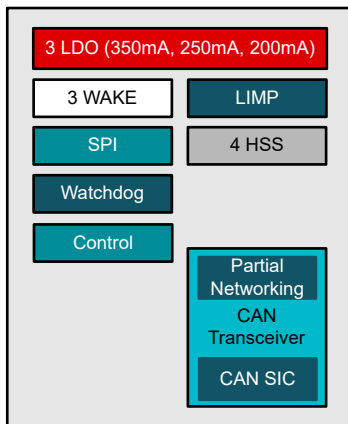 3 LDO (350mA, 250mA, 200mA)
3 WAKE
LIMP
SPI
4 HSS
Watchdog
Control
Partial
Networking
CAN
Transceiver
CAN SIC